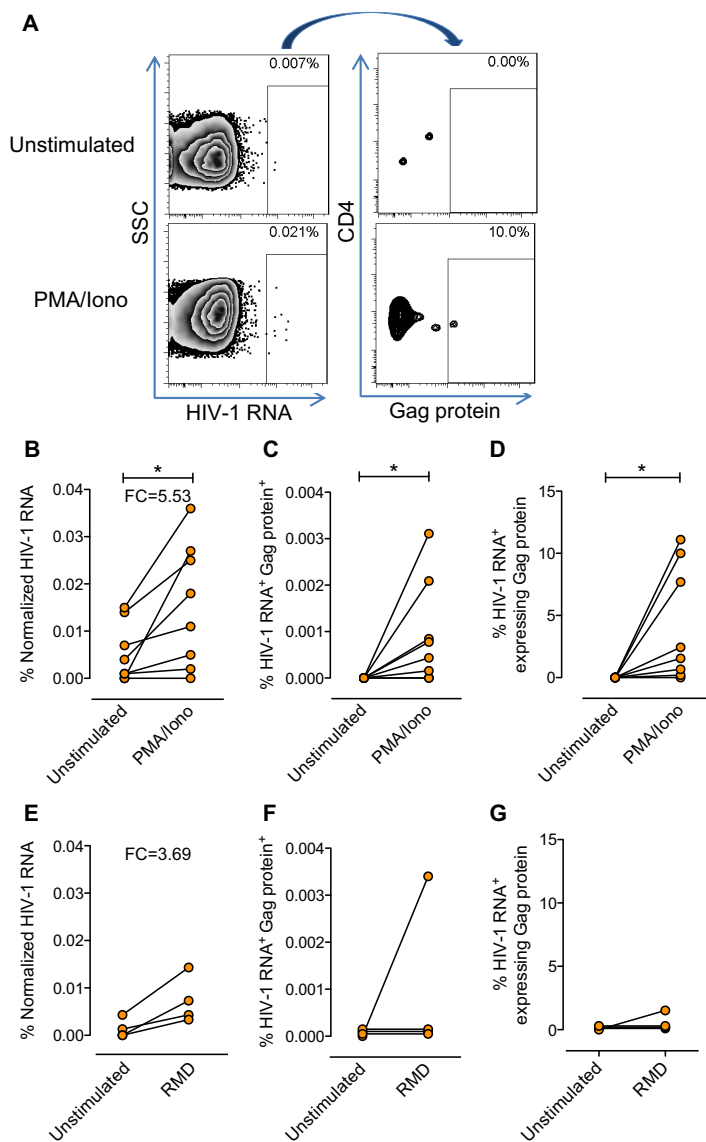 A
0.007%
0.00%
Unstimulated
SSC
CD4
0.021%
10.0%
PMA/Iono
HIV-1 RNA
Gag protein
B
*
FC=5.53
% Normalized HIV-1 RNA
0.04
0.03
0.02
0.01
0.00
Unstimulated
PMA/Iono
C
*
% HIV-1 RNA+ Gag protein+
0.004
0.003
0.002
0.001
0.000
Unstimulated
PMA/Iono
D
*
% HIV-1 RNA+
expressing Gag protein
15
10
5
0
Unstimulated
PMA/Iono
E
FC=3.69
% Normalized HIV-1 RNA
0.04
0.03
0.02
0.01
0.00
Unstimulated
RMD
F
% HIV-1 RNA+ Gag protein+
0.004
0.003
0.002
0.001
0.000
Unstimulated
RMD
G
% HIV-1 RNA+
expressing Gag protein
15
10
5
0
Unstimulated
RMD